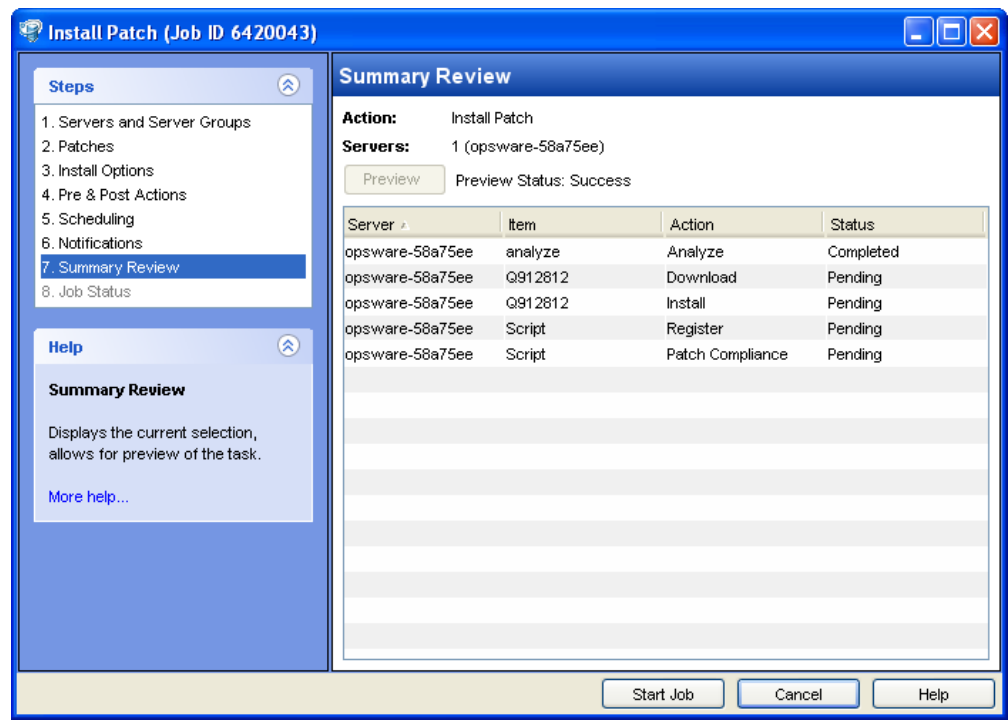 Install Patch (Job ID 6420043)
Steps
1. Servers and Server Groups
2. Patches
3. Install Options
4. Pre & Post Actions
5. Scheduling
6. Notifications
7. Summary Review
8. Job Status
Help
Summary Review
Displays the current selection,
allows for preview of the task.
More help...
Summary Review
Action: Install Patch
Servers: 1 (opsware-58a75ee)
Preview Preview Status: Success
Server Item Action Status
opsware-58a75ee analyze Analyze Completed
opsware-58a75ee Q912812 Download Pending
opsware-58a75ee Q912812 Install Pending
opsware-58a75ee Script Register Pending
opsware-58a75ee Script Patch Compliance Pending
Start Job Cancel Help